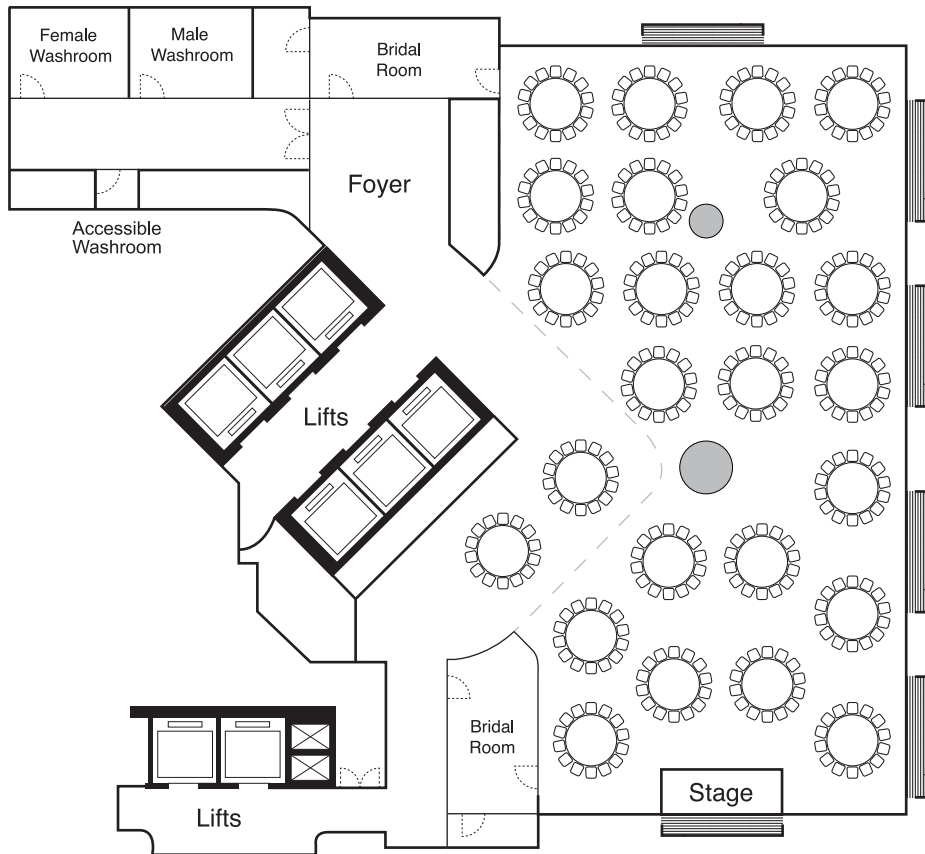 Female
Washroom
Male
Washroom
Bridal
Room
Foyer
Accessible
Washroom
Lifts
Bridal
Room
Stage
Lifts